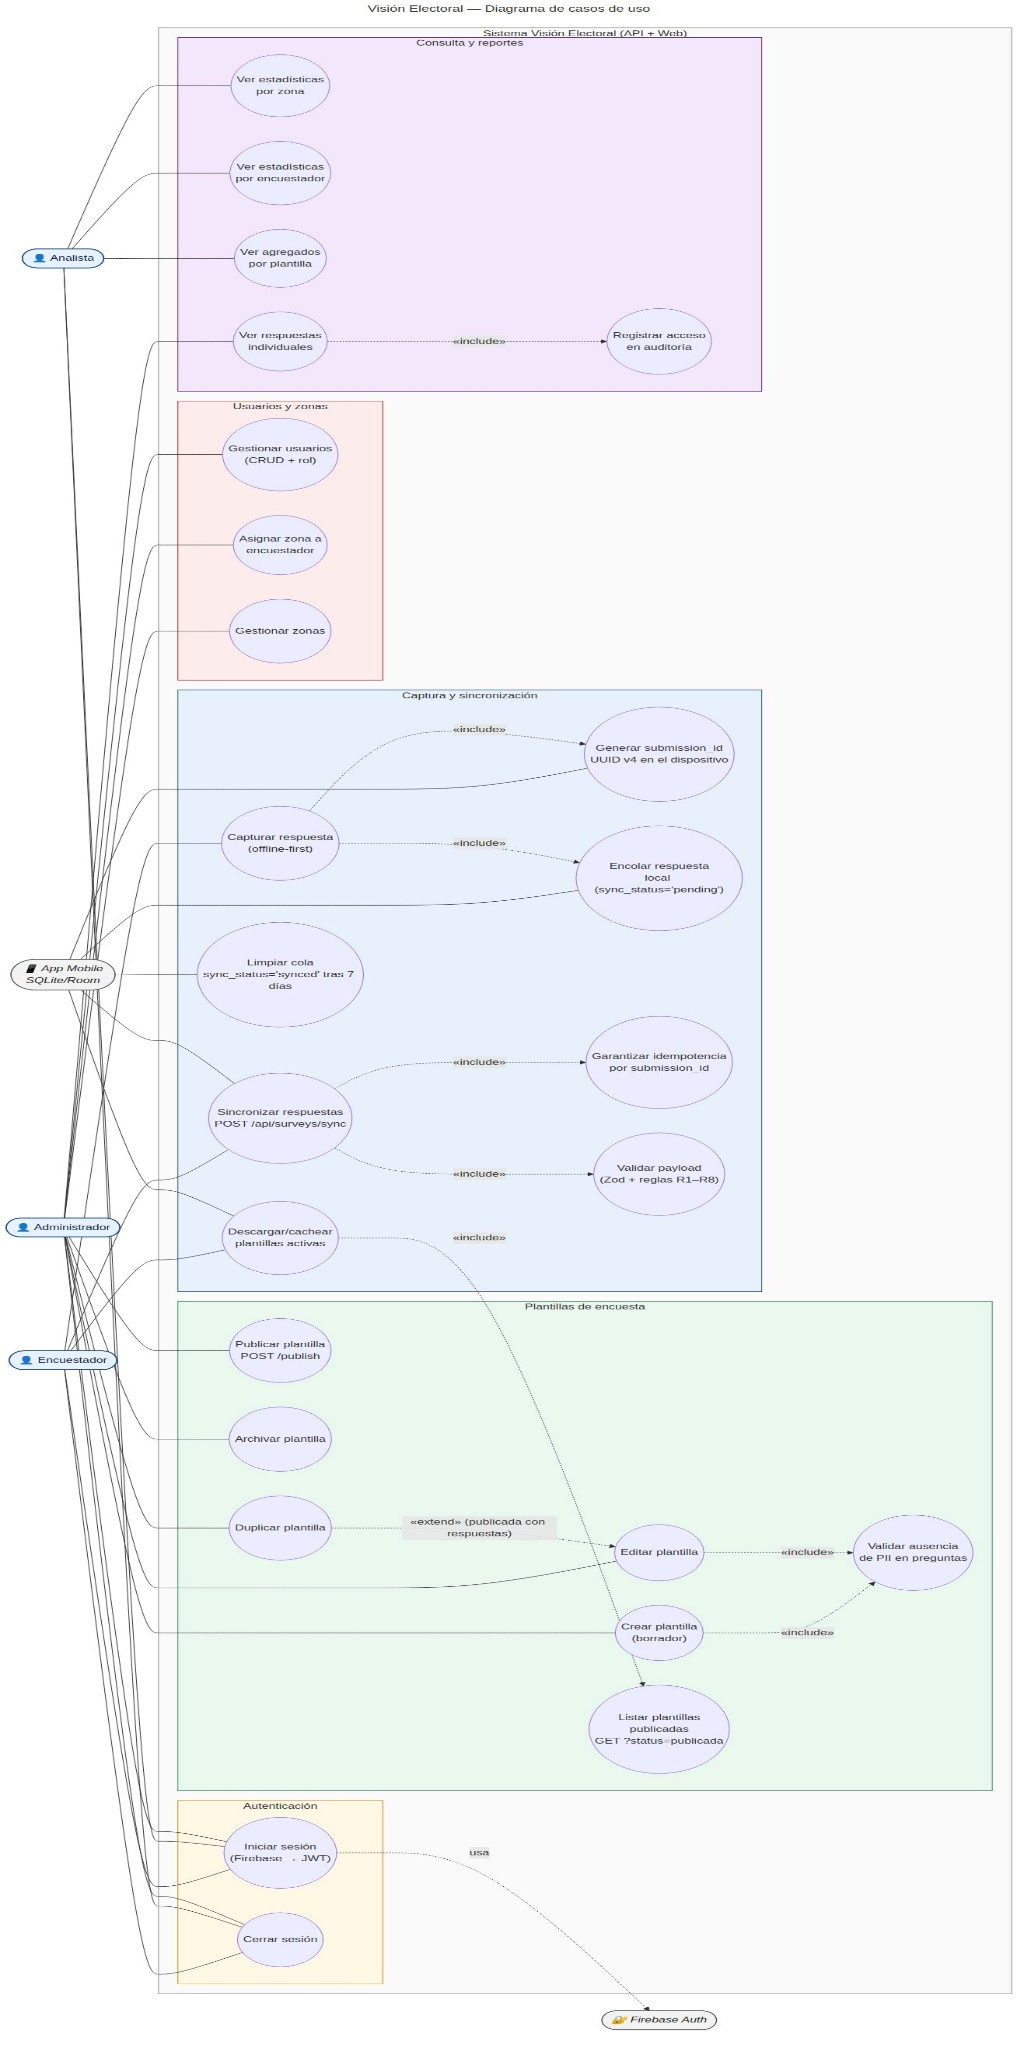 Visión Electoral — Diagrama de casos de uso
Sistema Visión Electoral (API + Web)
Consulta y reportes
Ver estadísticas
por zona
Ver estadísticas
por encuestador
Analista
Ver agregados
por plantilla
Ver respuestas
individuales
«include»
Registrar acceso
en auditoría
Usuarios y zonas
Gestionar usuarios
(CRUD + rol)
Asignar zona a
encuestador
Gestionar zonas
Captura y sincronización
«include»
Generar submission_id
UUID v4 en el dispositivo
Capturar respuesta
(offline-first)
«include»
Encolar respuesta
local
(sync_status='pending')
App Mobile
SQLite/Room
Limpiar cola
sync_status='synced' tras 7
días
«include»
Garantizar idempotencia
por submission_id
Sincronizar respuestas
POST /api/surveys/sync
«include»
Validar payload
(Zod + reglas R1–R8)
Administrador
Descargar/cachear
plantillas activas
«include»
Plantillas de encuesta
Publicar plantilla
POST /publish
Encuestador
Archivar plantilla
Duplicar plantilla
«extend» (publicada con
respuestas)
Editar plantilla
«include»
Validar ausencia
de PII en preguntas
Crear plantilla
(borrador)
«include»
Listar plantillas
publicadas
GET ?status=publicada
Autenticación
Iniciar sesión
(Firebase → JWT)
usa
Cerrar sesión
Firebase Auth